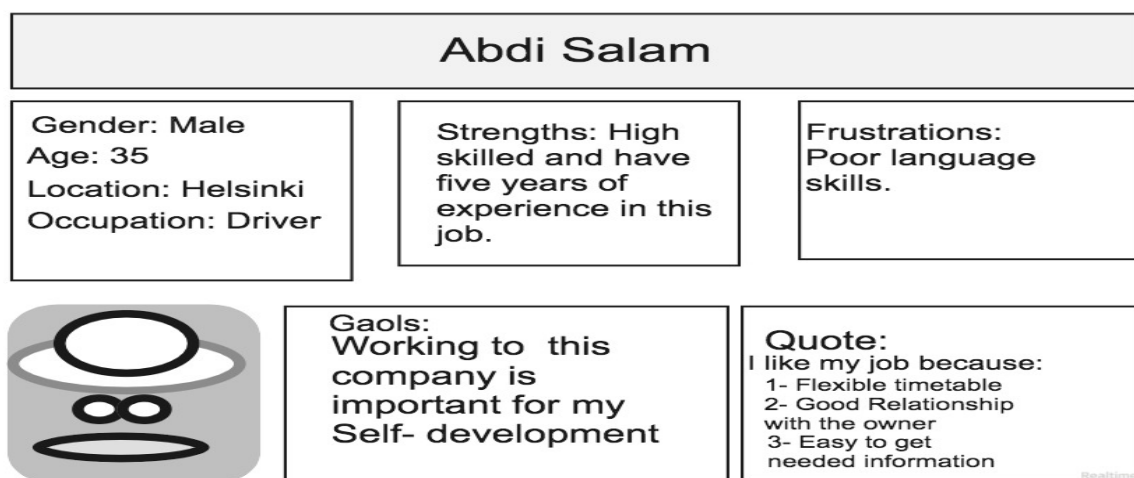 Abdi Salam
Gender: Male
Age: 35
Location: Helsinki
Occupation: Driver
Strengths: High
skilled and have
five years of
experience in this
job.
Frustrations:
Poor language
skills.
Gaols:
Working to this
company is
important for my
Self- development
Quote:
I like my job because:
1- Flexible timetable
2- Good Relationship
with the owner
3- Easy to get
needed information
Realtime